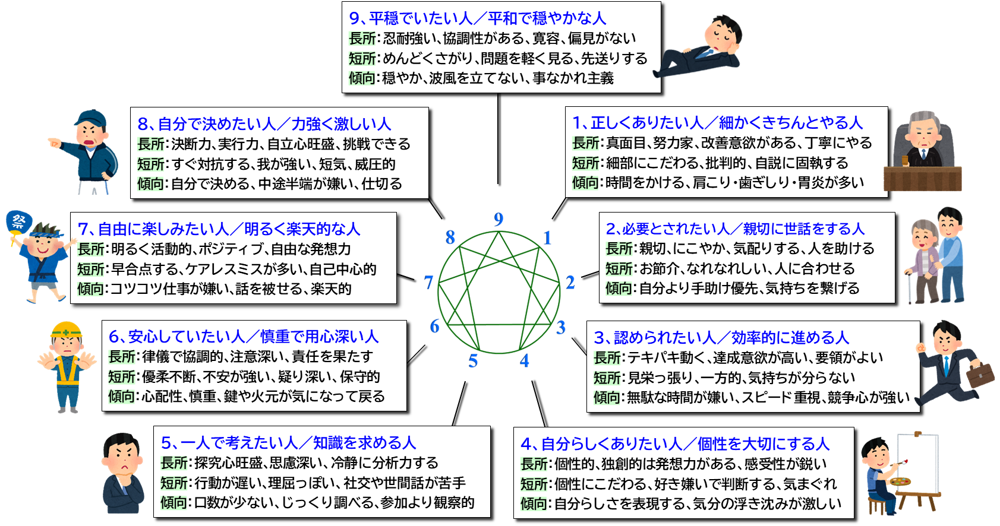 9、平穏でいたい人／平和で穏やかな人
長所：忍耐強い、協調性がある、寛容、偏見がない
短所：めんどくさがり、問題を軽く見る、先送りする
傾向：穏やか、波風を立てない、事なかれ主義
8、自分で決めたい人／力強く激しい人
長所：決断力、実行力、自立心旺盛、挑戦できる
短所：すぐ対抗する、我が強い、短気、威圧的
傾向：自分で決める、中途半端が嫌い、仕切る
1、正しくありたい人／細かくきちんとやる人
長所：真面目、努力家、改善意欲がある、丁寧にやる
短所：細部にこだわる、批判的、自説に固執する
傾向：時間をかける、肩こり・歯ぎしり・胃炎が多い
祭
7、自由に楽しみたい人／明るく楽天的な人
長所：明るく活動的、ポジティブ、自由な発想力
短所：早合点する、ケアレスミスが多い、自己中心的
傾向：コツコツ仕事が嫌い、話を被せる、楽天的
2、必要とされたい人／親切に世話をする人
長所：親切、にこやか、気配りする、人を助ける
短所：お節介、なれなれしい、人に合わせる
傾向：自分より手助け優先、気持ちを繋げる
9
8
1
7
2
6
3
5
4
6、安心していたい人／慎重で用心深い人
長所：律儀で協調的、注意深い、責任を果たす
短所：優柔不断、不安が強い、疑り深い、保守的
傾向：心配性、慎重、鍵や火元が気になって戻る
3、認められたい人／効率的に進める人
長所：テキパキ動く、達成意欲が高い、要領がよい
短所：見栄っ張り、一方的、気持ちが分らない
傾向：無駄な時間が嫌い、スピード重視、競争心が強い
5、一人で考えたい人／知識を求める人
長所：探究心旺盛、思慮深い、冷静に分析力する
短所：行動が遅い、理屈っぽい、社交や世間話が苦手
傾向：口数が少ない、じっくり調べる、参加より観察的
4、自分らしくありたい人／個性を大切にする人
長所：個性的、独創的は発想力がある、感受性が鋭い
短所：個性にこだわる、好き嫌いで判断する、気まぐれ
傾向：自分らしさを表現する、気分の浮き沈みが激しい